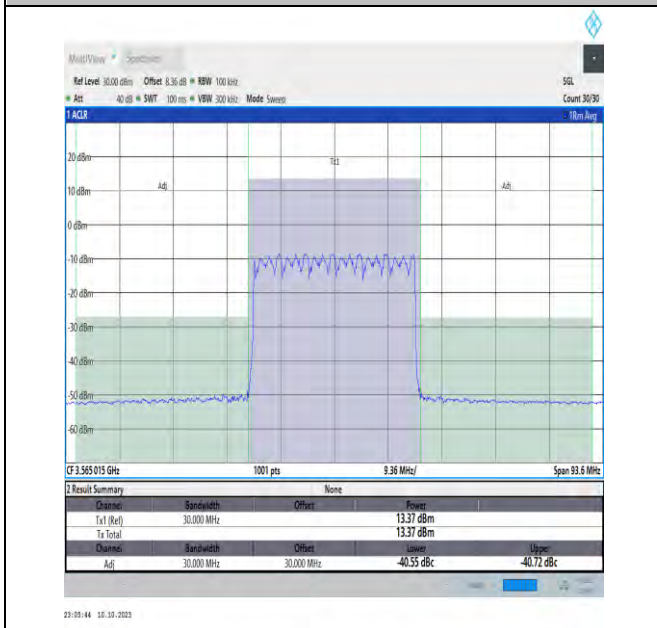 MultiView Spectrum
Ref Level 30.00 dBm Offset 8.36 dB RBW 100 kHz SGL
Att 40 dB SWT 100 ms VBW 300 kHz Mode Sweep Count 30/30
1 ACLR 1Rm Avg
20 dBm
Tx1
10 dBm
Adj Adj
0 dBm
-10 dBm
-20 dBm
-30 dBm
-40 dBm
-50 dBm
-60 dBm
CF 3.565 015 GHz 1001 pts 9.36 MHz/ Span 93.6 MHz
2 Result Summary None
Channel Bandwidth Offset Power
Tx1 (Ref) 30.000 MHz 13.37 dBm
Tx Total 13.37 dBm
Channel Bandwidth Offset Lower Upper
Adj 30.000 MHz 30.000 MHz -40.55 dBc -40.72 dBc
23:03:44 10.10.2023